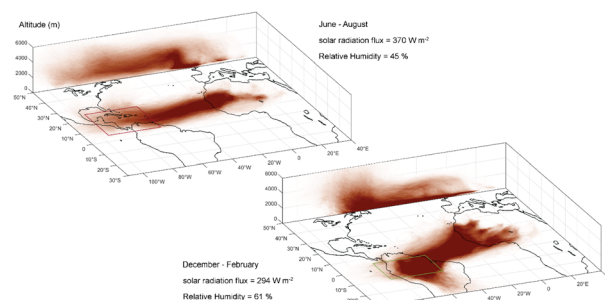 Altitude (m)
June - August
solar radiation flux = 370 W m-2
Relative Humidity = 45 %
6000
4000
2000
0
50°N
40°N
30°N
20°N
10°N
0
10°S
20°S
30°S
100°W
80°W
60°W
40°W
20°W
0
20°E
40°E
6000
4000
2000
0
50°N
40°N
30°N
20°N
10°N
0
10°S
20°S
December - February
solar radiation flux = 294 W m-2
Relative Humidity = 61 %
20°W
0
20°E